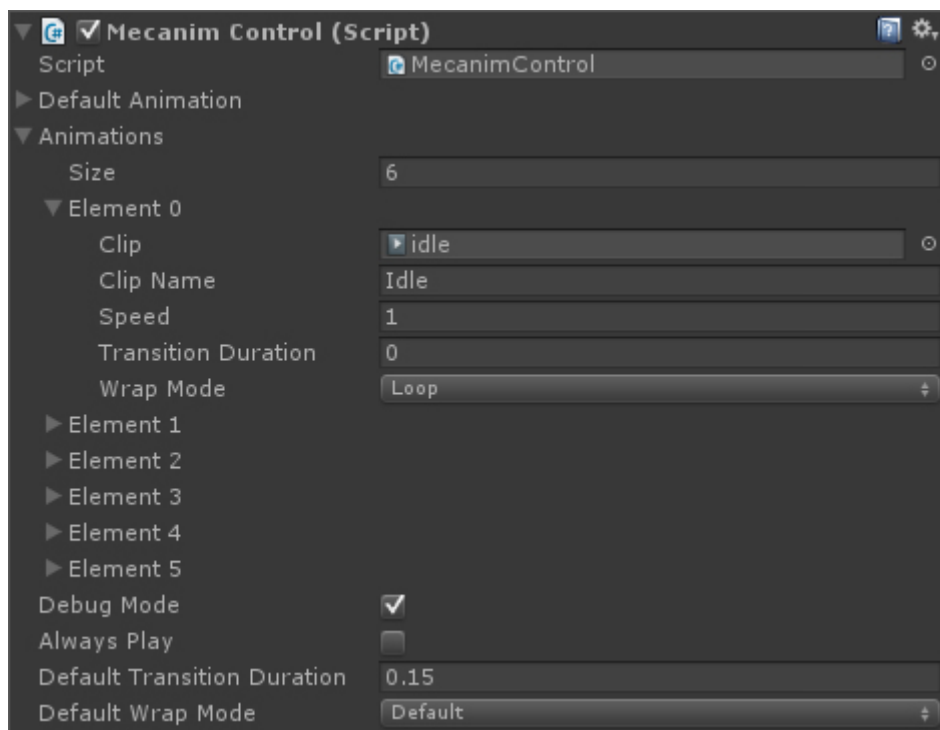 Mecanim Control (Script)
Script MecanimControl
Default Animation
Animations
Size 6
Element 0
Clip idle
Clip Name Idle
Speed 1
Transition Duration 0
Wrap Mode Loop
Element 1
Element 2
Element 3
Element 4
Element 5
Debug Mode
Always Play
Default Transition Duration 0.15
Default Wrap Mode Default